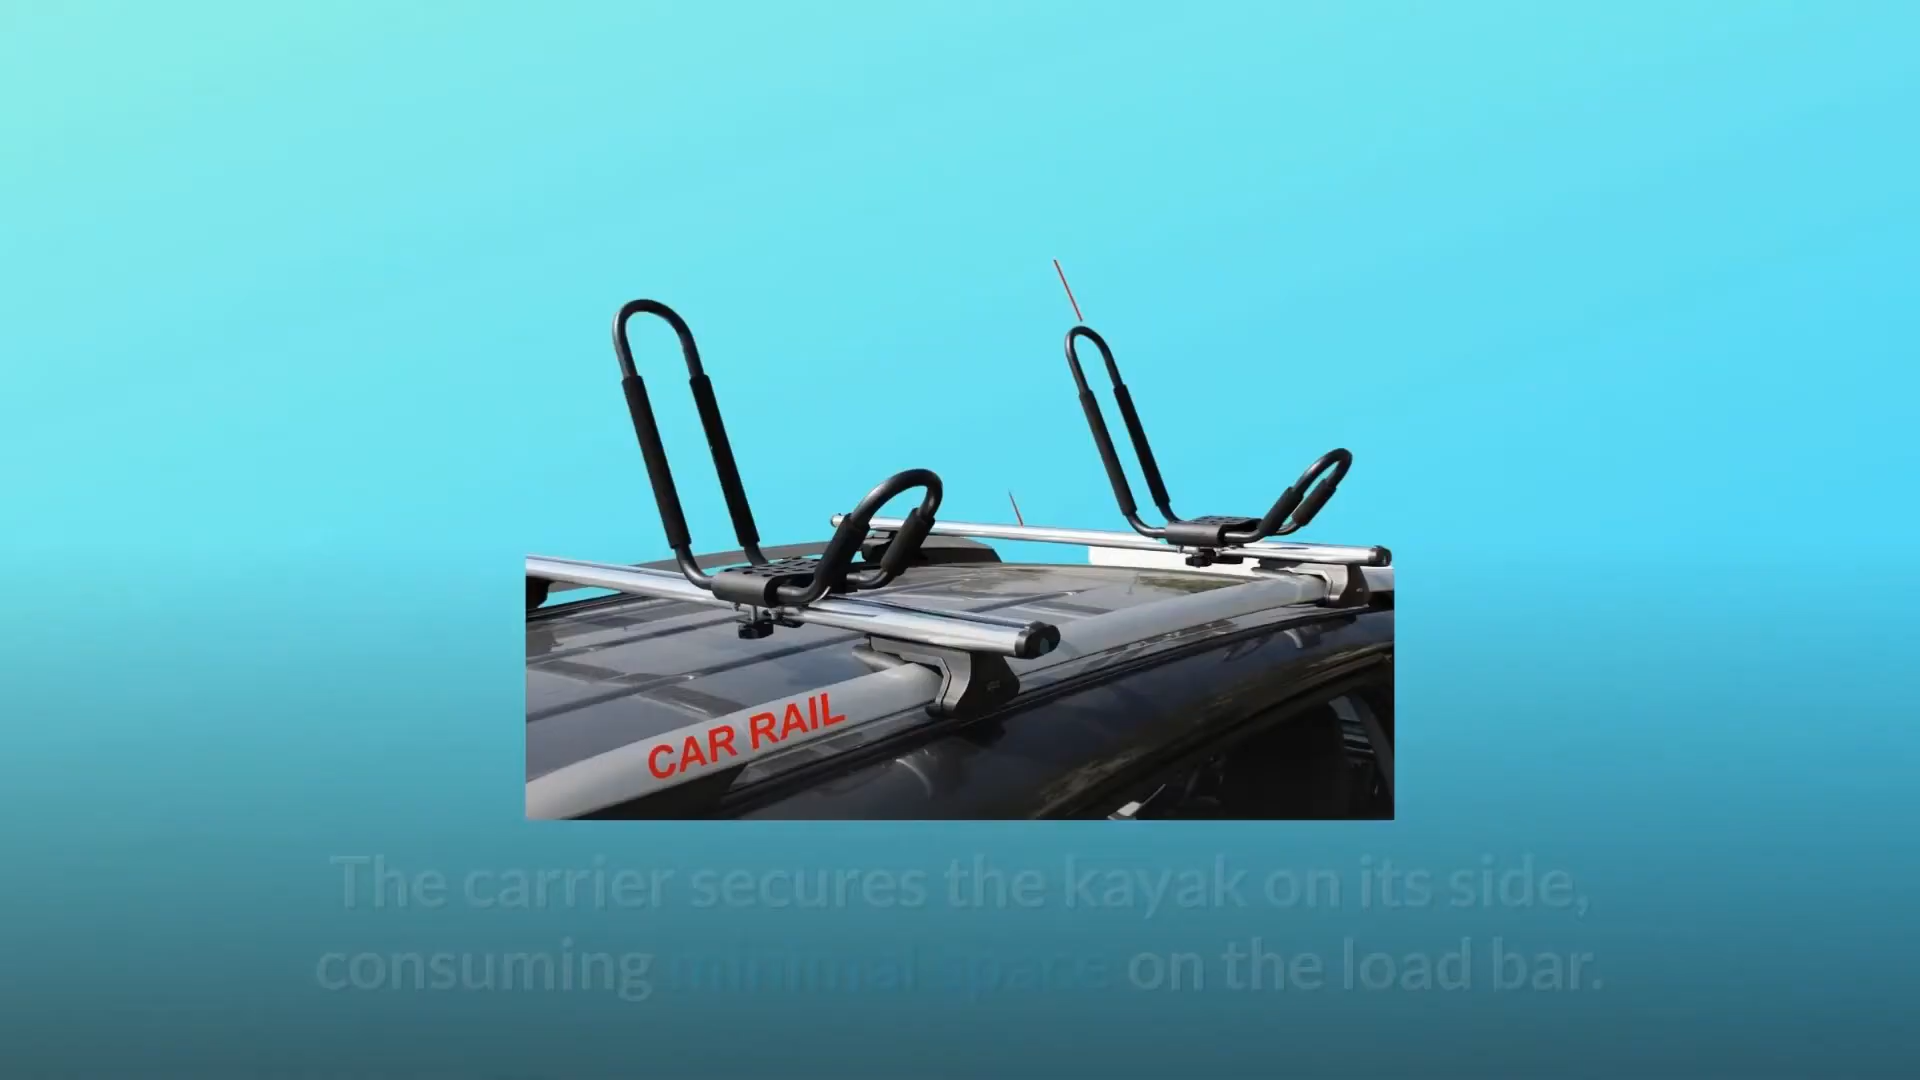 CAR RAIL
The carrier secures the kayak on its side,
consuming minimal space on the load bar.